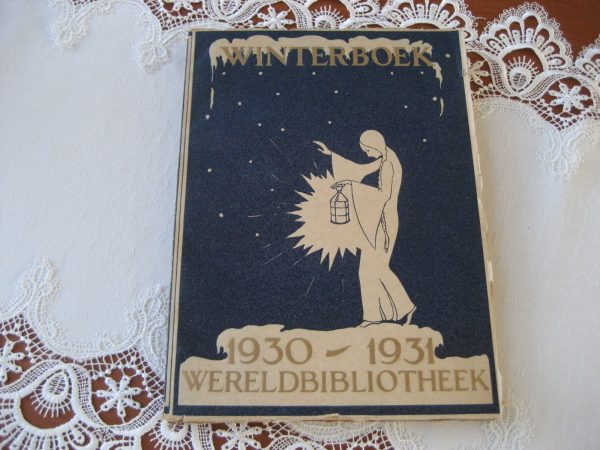 WINTERBOEK
1930 - 1931
WERELDBIBLIOTHEEK